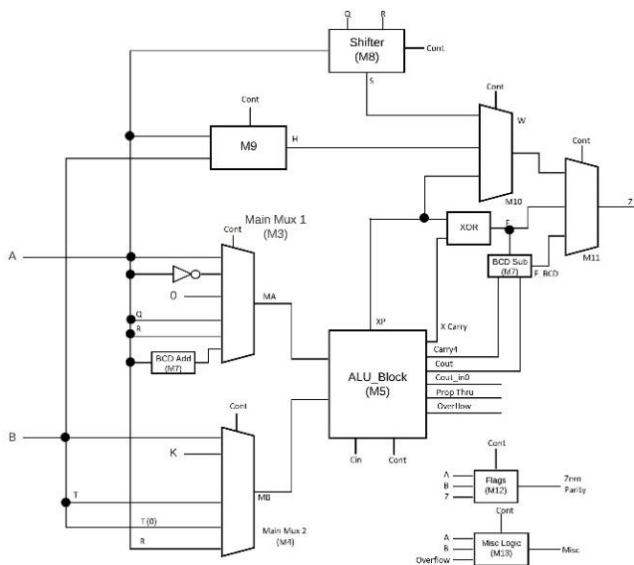 Q R
Shifter
(M8)
Cont
S
Cont
W
M10
Cont
M9
H
Cont
Z
M11
Main Mux 1
(M3)
Cont
A
0
Q
R
BCD Add
(M7)
MA
XOR
F
BCD Sub
(M7)
F_BCD
XP
X Carry
Carry4
Cout
Cout_in0
Prop Thru
Overflow
ALU_Block
(M5)
Cin
Cont
B
Cont
K
T
T(0)
R
MB
Main Mux 2
(M4)
Cont
A
B
Z
Flags
(M12)
Zero
Parity
Cont
A
B
Overflow
Misc Logic
(M13)
Misc